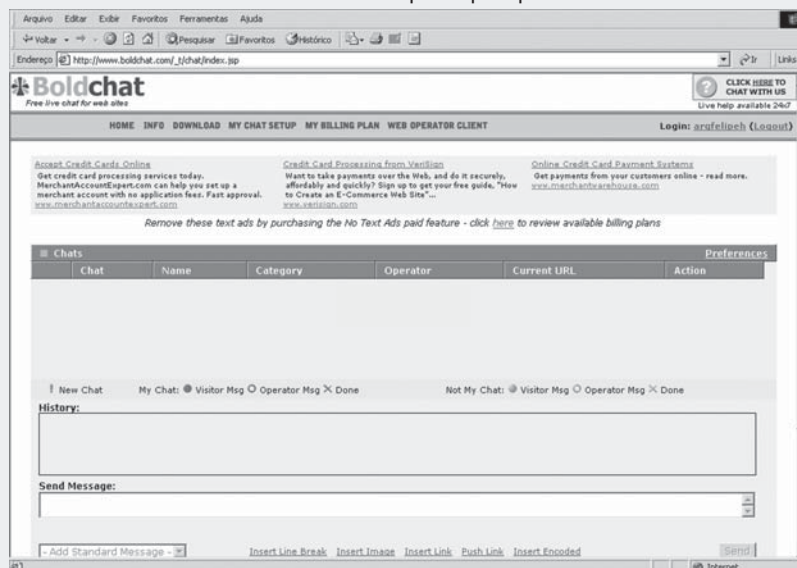 Arquivo Editar Exibir Favoritos Ferramentas Ajuda
Voltar Pesquisar Favoritos Histórico
Endereço http://www.boldchat.com/_t/chat/index.jsp Ir Links
Boldchat
Free live chat for web sites
CLICK HERE TO
CHAT WITH US
Live help available 24x7
HOME INFO DOWNLOAD MY CHAT SETUP MY BILLING PLAN WEB OPERATOR CLIENT Login: arqfelipeh (Logout)
Accept Credit Cards Online
Get credit card processing services today.
MerchantAccountExpert.com can help you set up a
merchant account with no application fees. Fast approval.
www.merchantaccountexpert.com
Credit Card Processing from VeriSign
Want to take payments over the Web, and do it securely,
affordably and quickly? Sign up to get your free guide, "How
to Create an E-Commerce Web Site"...
www.verisign.com
Online Credit Card Payment Systems
Get payments from your customers online - read more.
www.merchantwarehouse.com
Remove these text ads by purchasing the No Text Ads paid feature - click here to review available billing plans
Chats Preferences
Chat Name Category Operator Current URL Action
! New Chat My Chat: Visitor Msg Operator Msg Done Not My Chat: Visitor Msg Operator Msg Done
History:
Send Message:
- Add Standard Message - Insert Line Break Insert Image Insert Link Push Link Insert Encoded Send
Internet